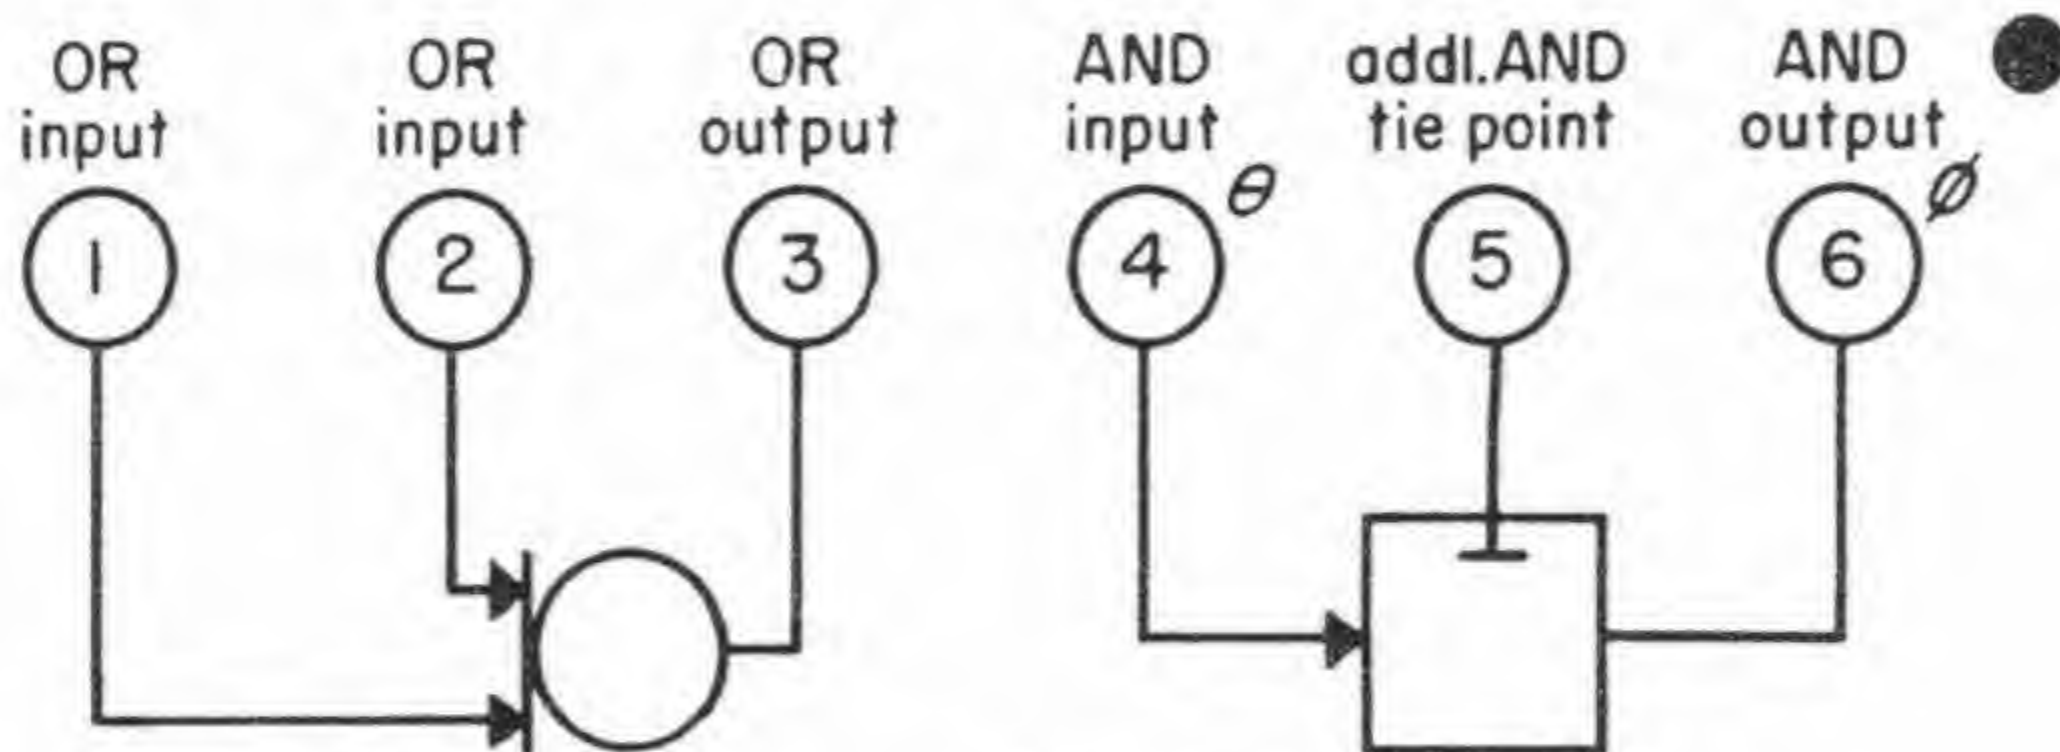 OR
input
OR
input
OR
output
AND
input
addl.AND
tie point
AND
output
1
2
3
4
θ
5
6
ϕ